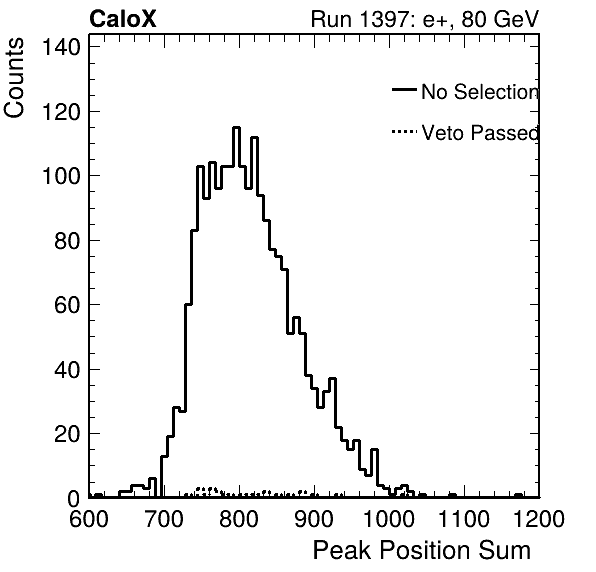 CaloX Run 1397: e+, 80 GeV
Counts
140
120
100
80
60
40
20
0
No Selection
Veto Passed
600 700 800 900 1000 1100 1200
Peak Position Sum